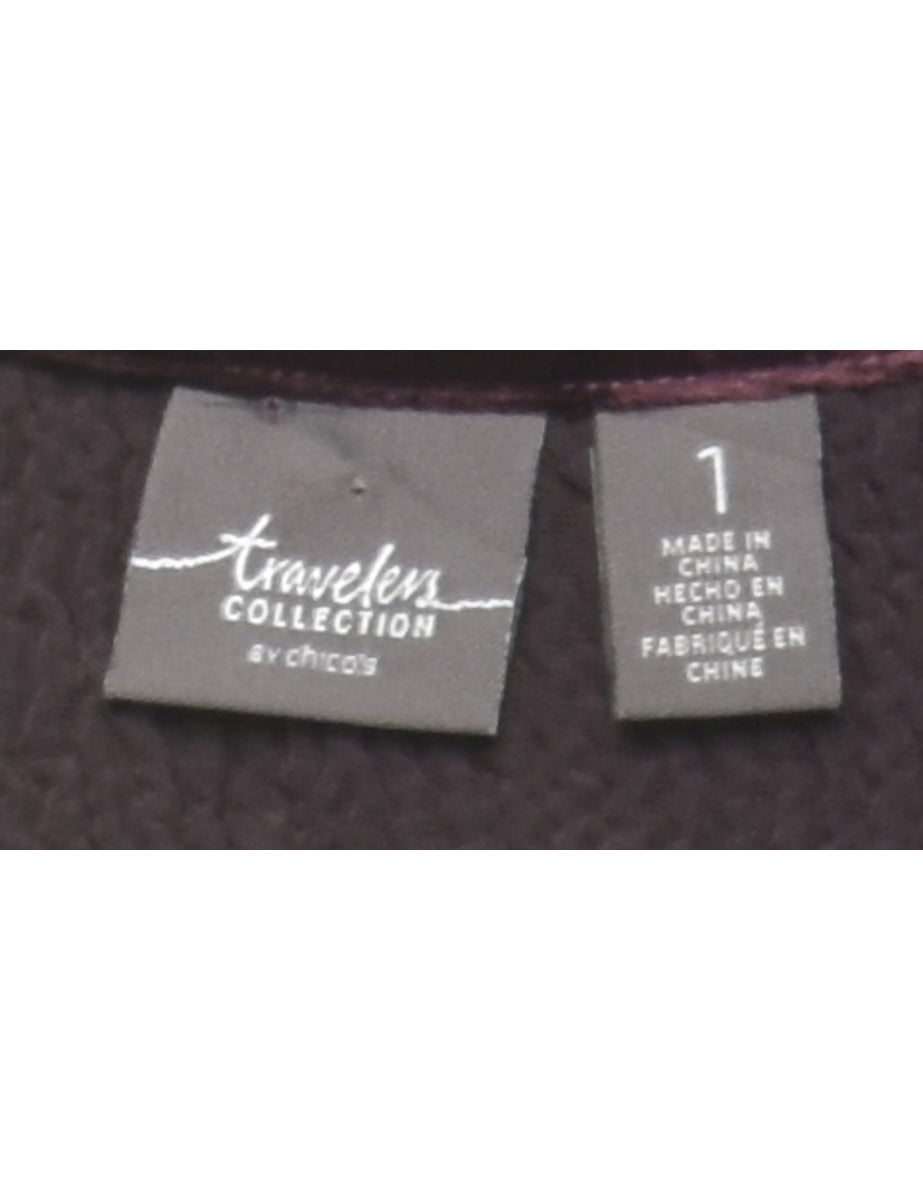 travelers
COLLECTION
BY chico's
1
MADE IN
CHINA
HECHO EN
CHINA
FABRIQUÉ EN
CHINE